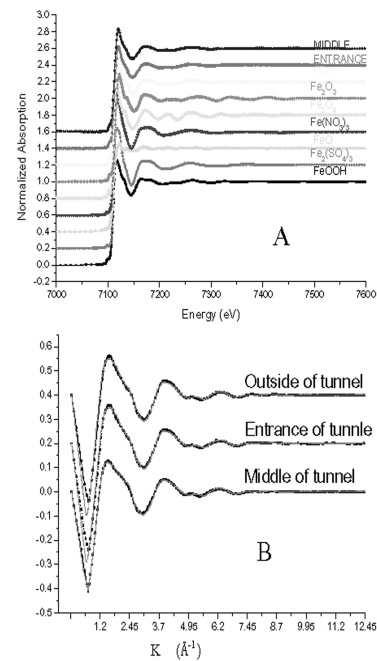 3.0
2.8
2.6
2.4
2.2
2.0
1.8
1.6
1.4
1.2
1.0
0.8
0.6
0.4
0.2
0.0
-0.2
Normalized Absorption
MIDDLE
ENTRANCE
Fe₂O₃
Fe(NO₃)₃
FeO
Fe₂(SO₄)₃
FeOOH
A
7000 7100 7200 7300 7400 7500 7600
Energy (eV)
0.6
0.5
0.4
0.3
0.2
0.1
0.0
-0.1
-0.2
-0.3
-0.4
-0.5
Outside of tunnel
Entrance of tunnle
Middle of tunnel
B
1.2 2.45 3.7 4.95 6.2 7.45 8.7 9.95 11.2 12.45
K (Å⁻¹)